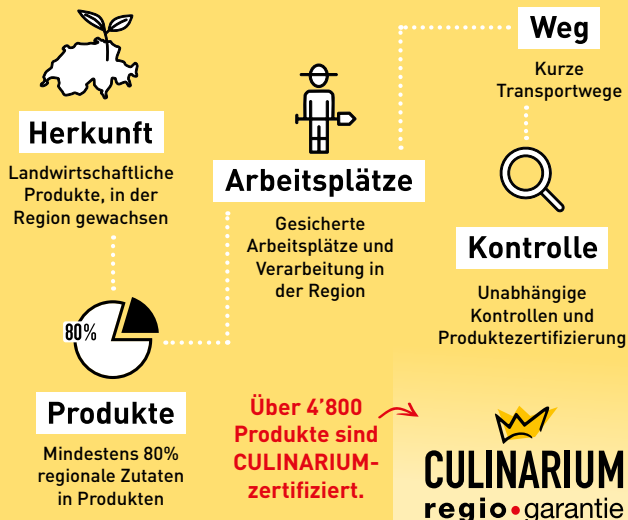 Herkunft
Landwirtschaftliche
Produkte, in der
Region gewachsen
80%
Produkte
Mindestens 80%
regionale Zutaten
in Produkten
Arbeitsplätze
Gesicherte
Arbeitsplätze und
Verarbeitung in
der Region
Weg
Kurze
Transportwege
Kontrolle
Unabhängige
Kontrollen und
Produktezertifizierung
Über 4’800
Produkte sind
CULINARIUM-
zertifiziert.
CULINARIUM
regio•garantie